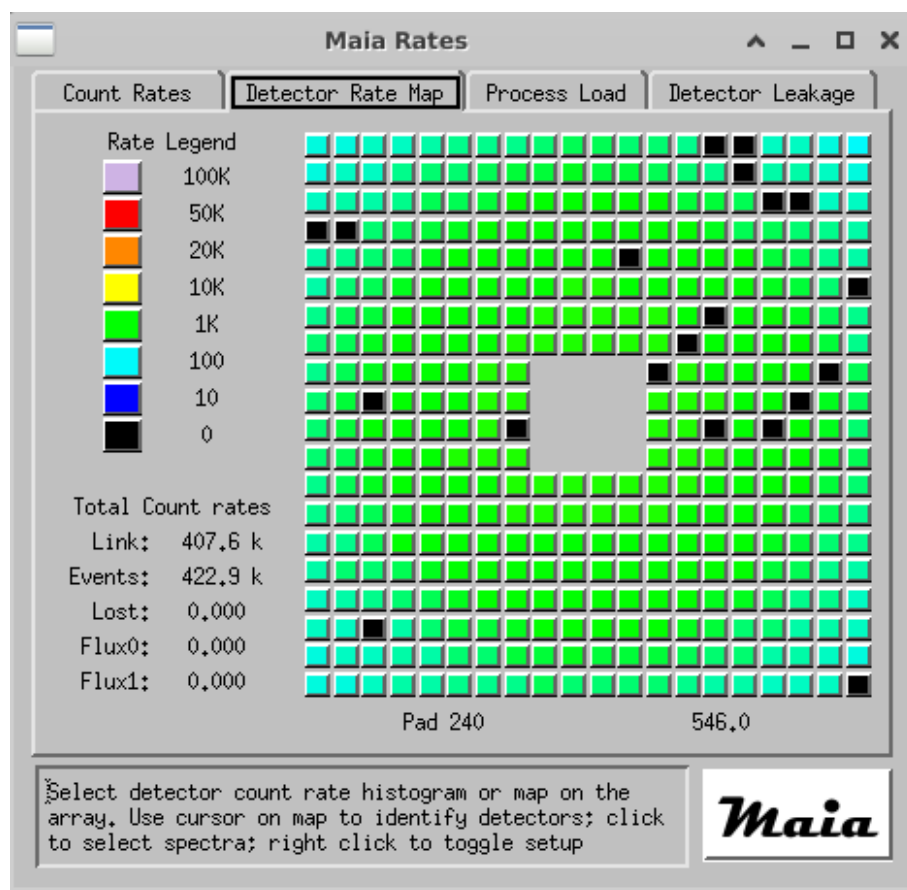 Maia Rates
Count Rates
Detector Rate Map
Process Load
Detector Leakage
Rate Legend
100K
50K
20K
10K
1K
100
10
0
Total Count rates
Link: 407.6 k
Events: 422.9 k
Lost: 0.000
Flux0: 0.000
Flux1: 0.000
Pad 240 546.0
Select detector count rate histogram or map on the
array. Use cursor on map to identify detectors; click
to select spectra; right click to toggle setup
Maia